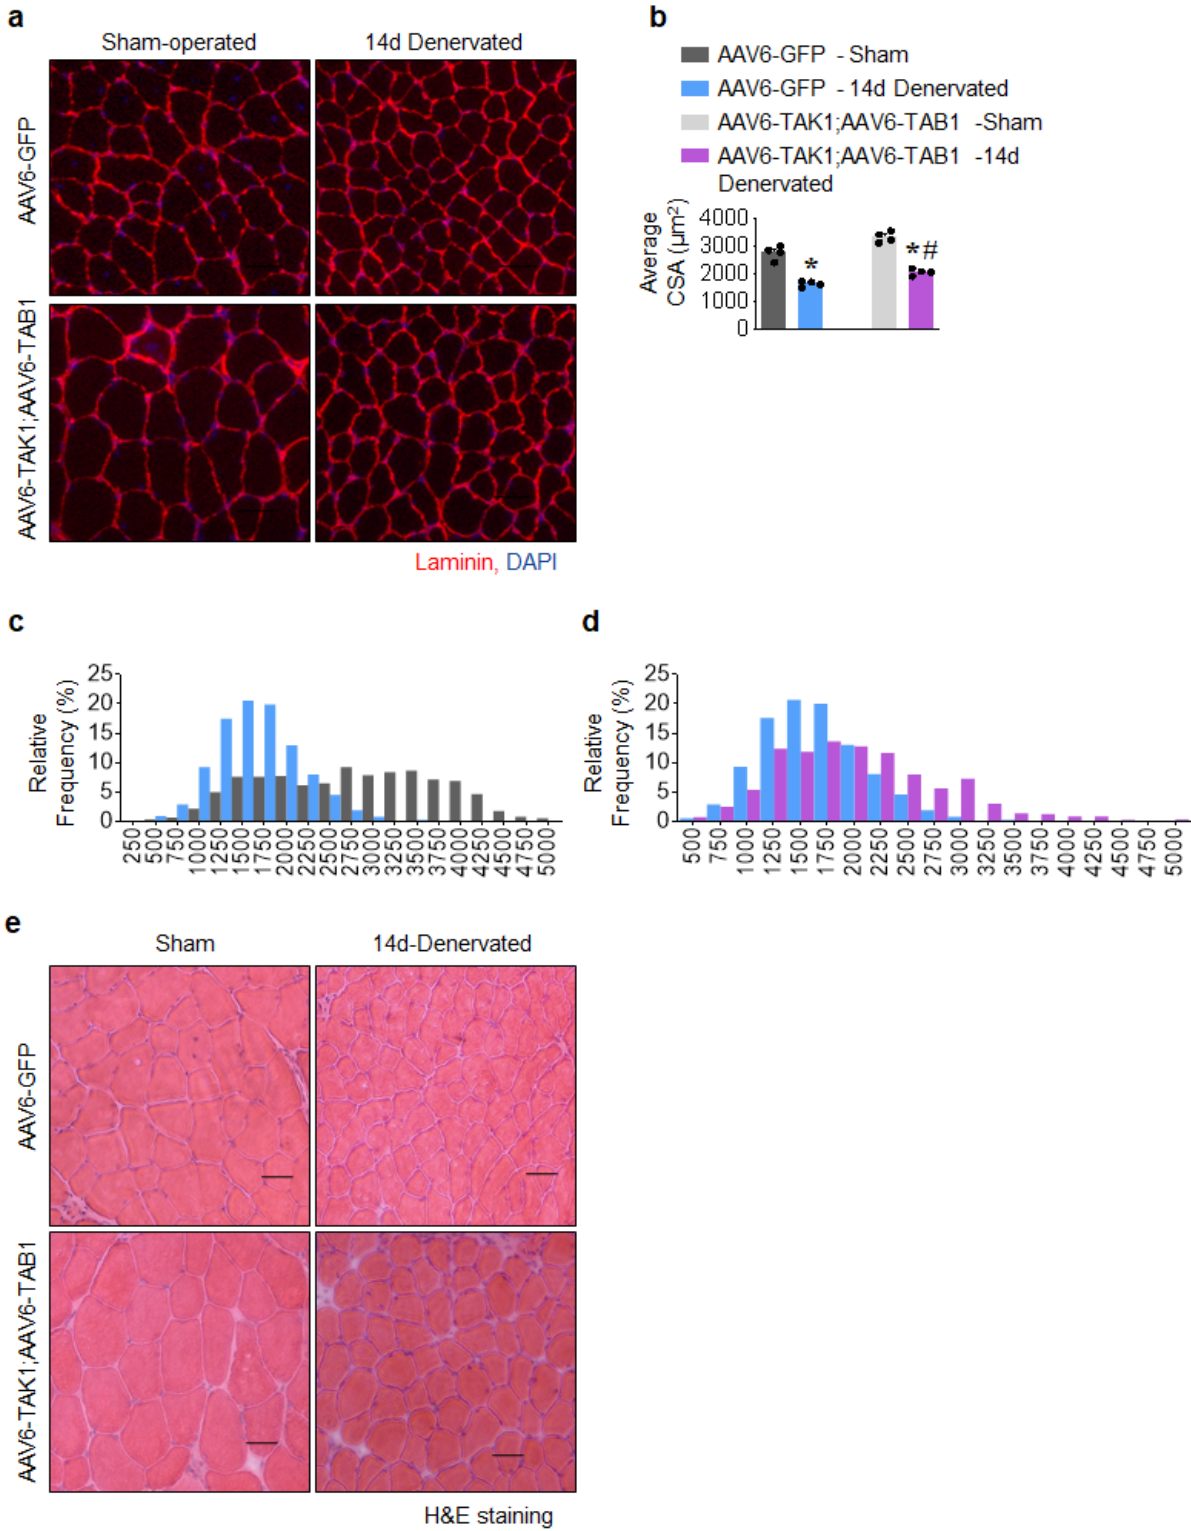 a
Sham-operated
14d Denervated
AAV6-GFP
AAV6-TAK1;AAV6-TAB1
Laminin, DAPI
b
AAV6-GFP - Sham
AAV6-GFP - 14d Denervated
AAV6-TAK1;AAV6-TAB1 -Sham
AAV6-TAK1;AAV6-TAB1 -14d
Denervated
Average
CSA (µm²)
4000
3000
2000
1000
0
*
*#
c
Relative
Frequency (%)
25
20
15
10
5
0
250
500
750
1000
1250
1500
1750
2000
2250
2500
2750
3000
3250
3500
3750
4000
4250
4500
4750
5000
d
Relative
Frequency (%)
25
20
15
10
5
0
500
750
1000
1250
1500
1750
2000
2250
2500
2750
3000
3250
3500
3750
4000
4250
4500
4750
5000
e
Sham
14d-Denervated
AAV6-GFP
AAV6-TAK1;AAV6-TAB1
H&E staining